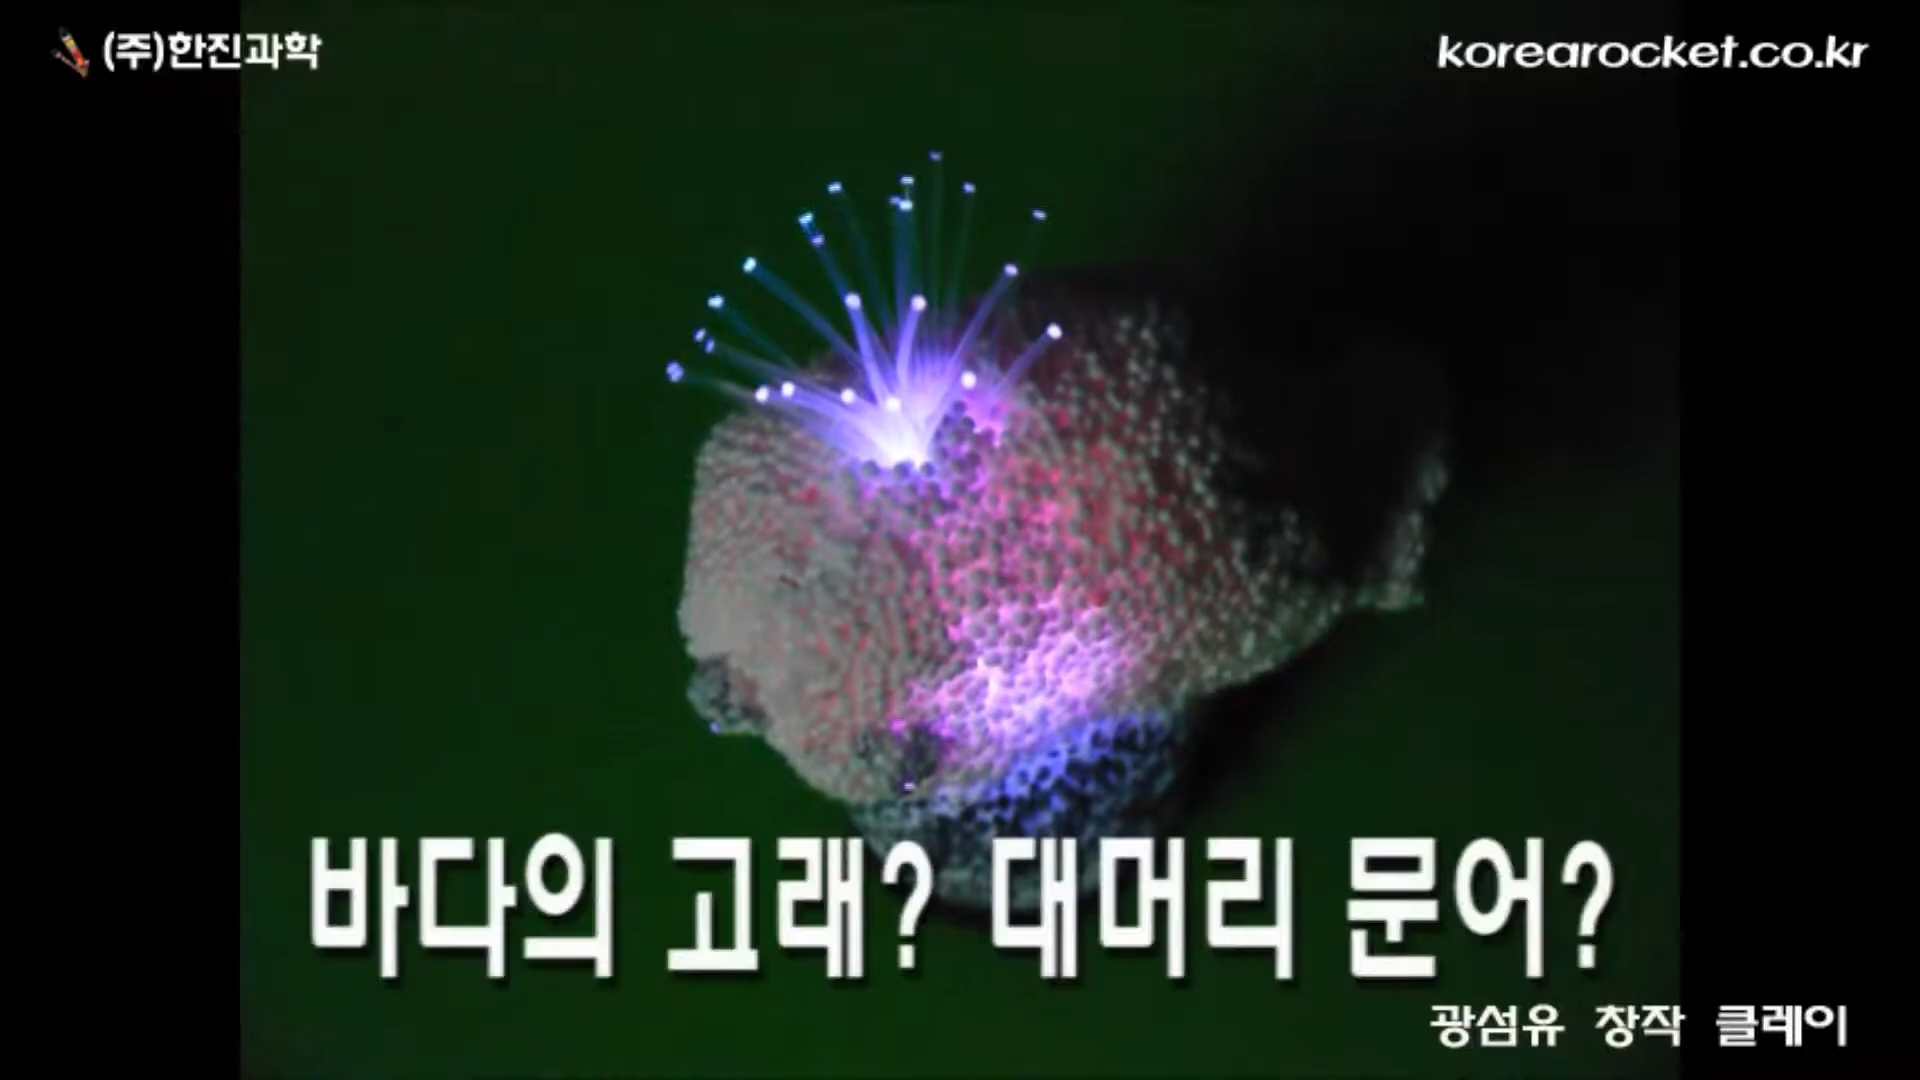 (주)한진과학
korearocket.co.kr
바다의 고래? 대머리 문어?
광섬유 창작 클레이